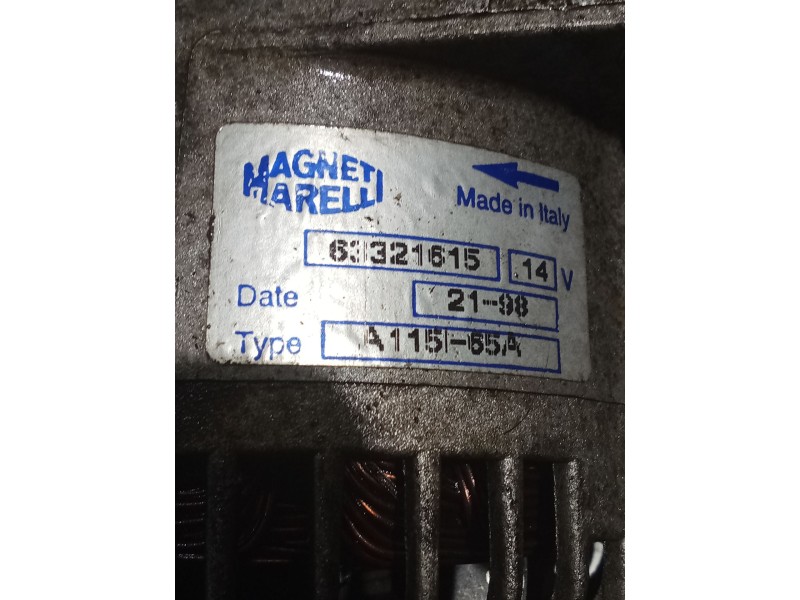 MAGNETI
MARELLI
Made in Italy
63321615 14 V
Date 21-98
Type A115I-65A